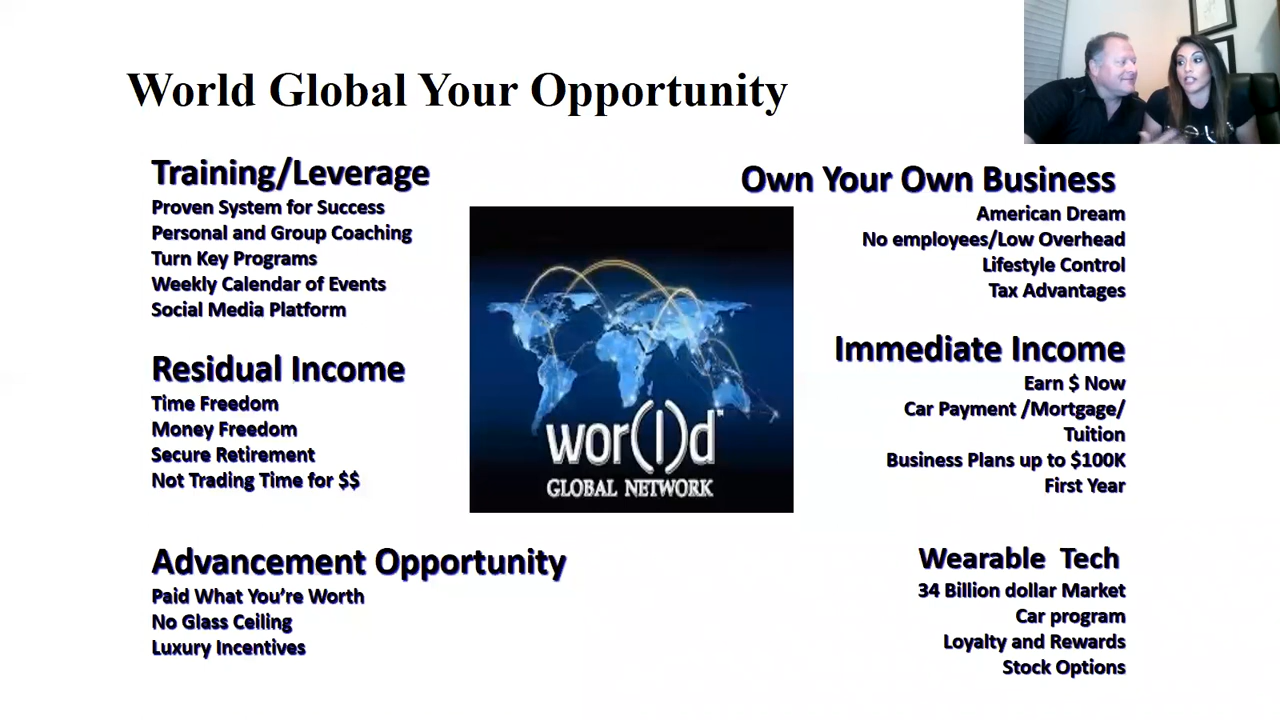 World Global Your Opportunity
Training/Leverage
Proven System for Success
Personal and Group Coaching
Turn Key Programs
Weekly Calendar of Events
Social Media Platform
Residual Income
Time Freedom
Money Freedom
Secure Retirement
Not Trading Time for $$
Advancement Opportunity
Paid What You’re Worth
No Glass Ceiling
Luxury Incentives
wor(l)d™
GLOBAL NETWORK
Own Your Own Business
American Dream
No employees/Low Overhead
Lifestyle Control
Tax Advantages
Immediate Income
Earn $ Now
Car Payment /Mortgage/
Tuition
Business Plans up to $100K
First Year
Wearable Tech
34 Billion dollar Market
Car program
Loyalty and Rewards
Stock Options